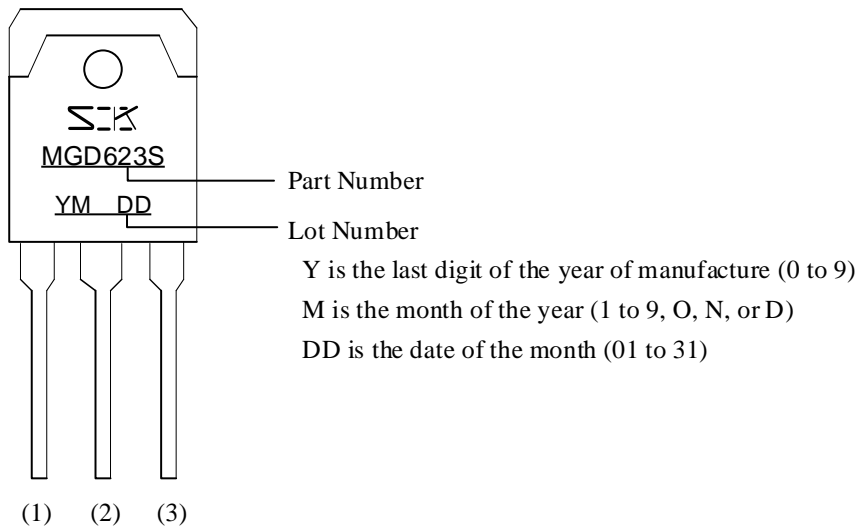 SK
MGD623S
Part Number
YM DD
Lot Number
Y is the last digit of the year of manufacture (0 to 9)
M is the month of the year (1 to 9, O, N, or D)
DD is the date of the month (01 to 31)
(1) (2) (3)